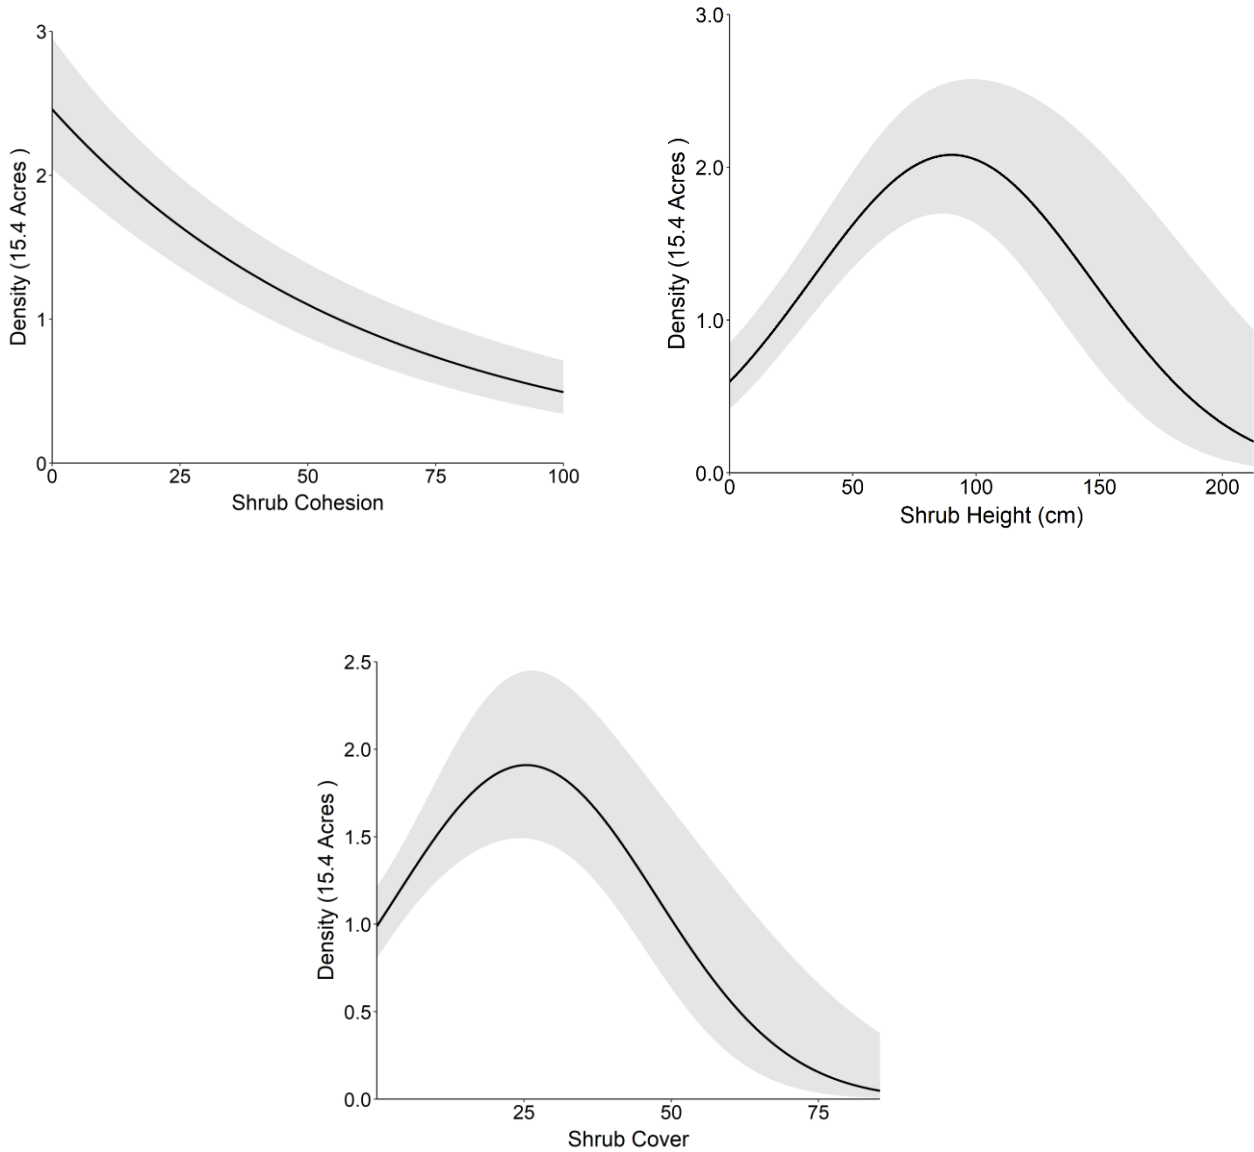 3
2
1
0
Density (15.4 Acres )
0 25 50 75 100
Shrub Cohesion
3.0
2.0
1.0
0.0
Density (15.4 Acres )
0 50 100 150 200
Shrub Height (cm)
2.5
2.0
1.5
1.0
0.5
0.0
Density (15.4 Acres )
25 50 75
Shrub Cover